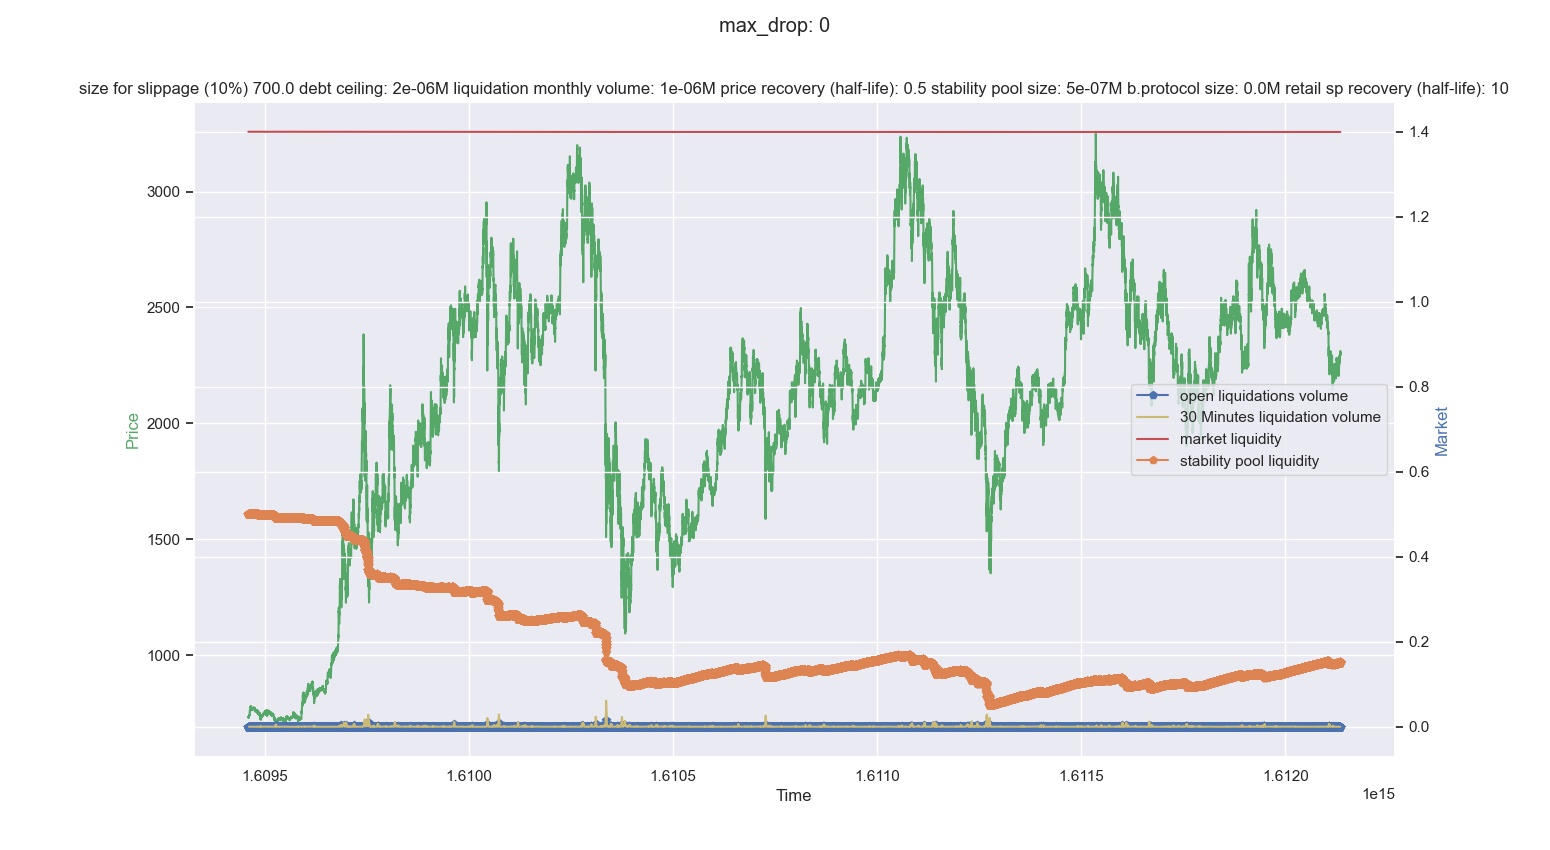 max_drop: 0
size for slippage (10%) 700.0 debt ceiling: 2e-06M liquidation monthly volume: 1e-06M price recovery (half-life): 0.5 stability pool size: 5e-07M b.protocol size: 0.0M retail sp recovery (half-life): 10
3000
2500
2000
1500
1000
Price
1.4
1.2
1.0
0.8
0.6
0.4
0.2
0.0
Market
open liquidations volume
30 Minutes liquidation volume
market liquidity
stability pool liquidity
1.6095 1.6100 1.6105 1.6110 1.6115 1.6120
1e15
Time